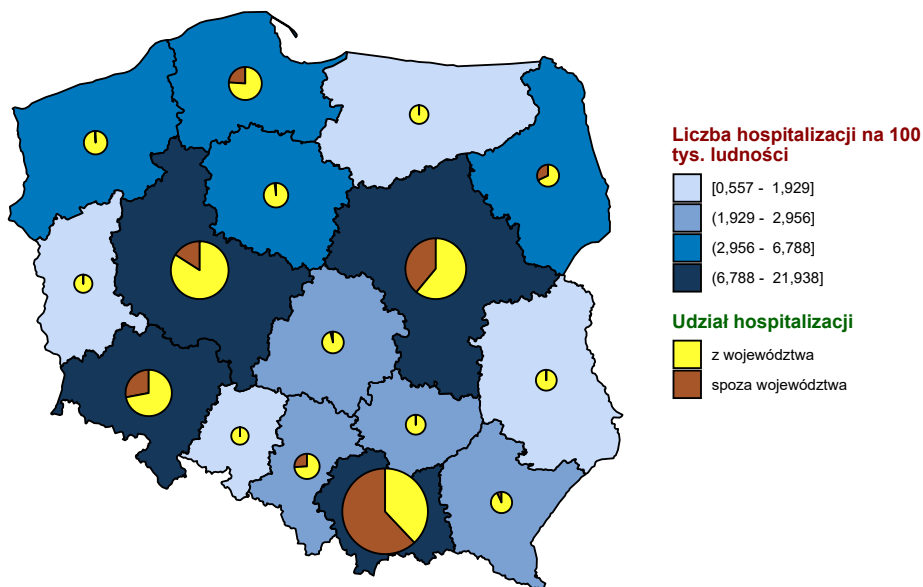 Liczba hospitalizacji na 100
tys. ludności
[0,557 - 1,929]
(1,929 - 2,956]
(2,956 - 6,788]
(6,788 - 21,938]
Udział hospitalizacji
z województwa
spoza województwa